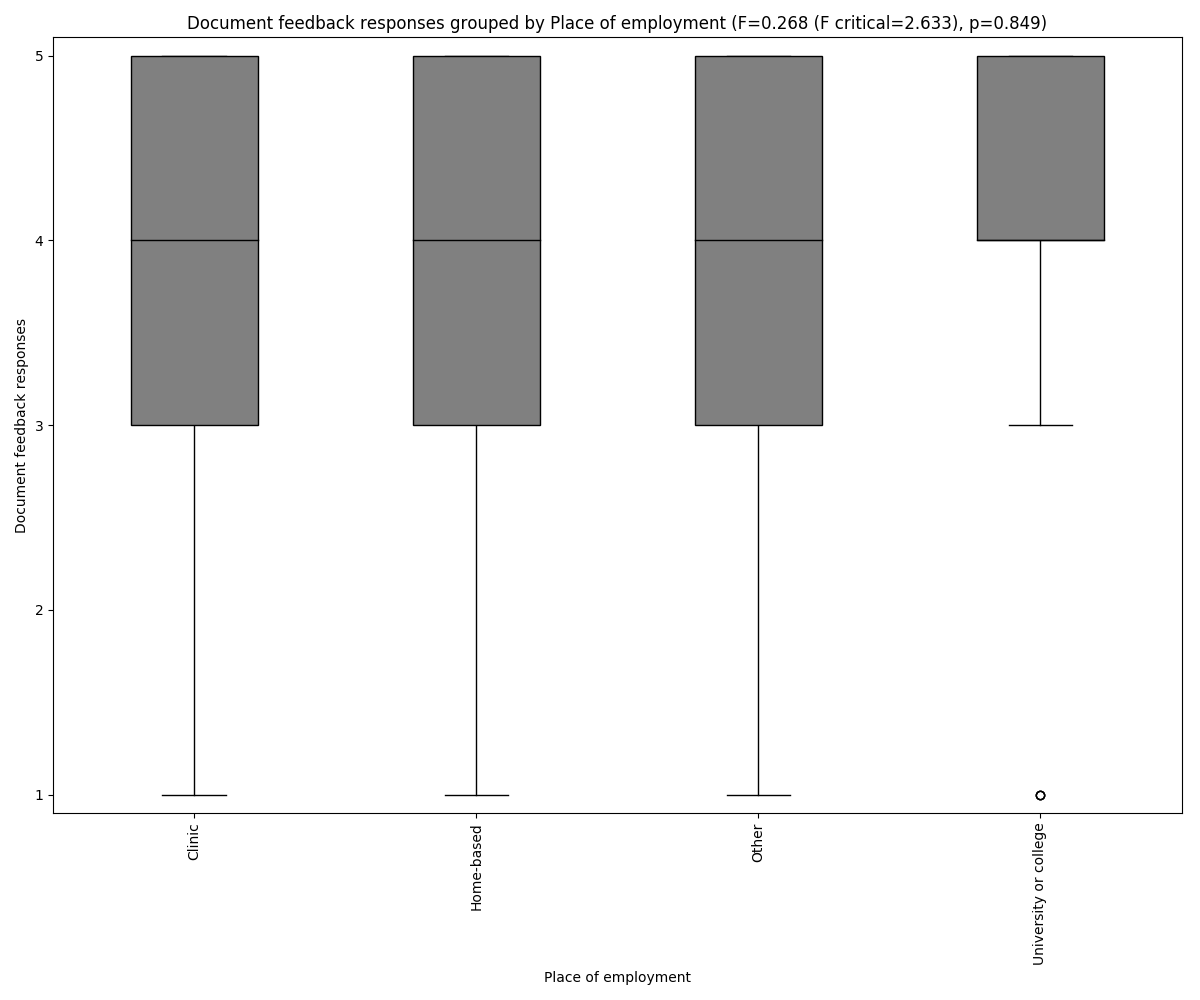 Document feedback responses grouped by Place of employment (F=0.268 (F critical=2.633), p=0.849)
5
4
3
2
1
Document feedback responses
Clinic
Home-based
Other
University or college
Place of employment